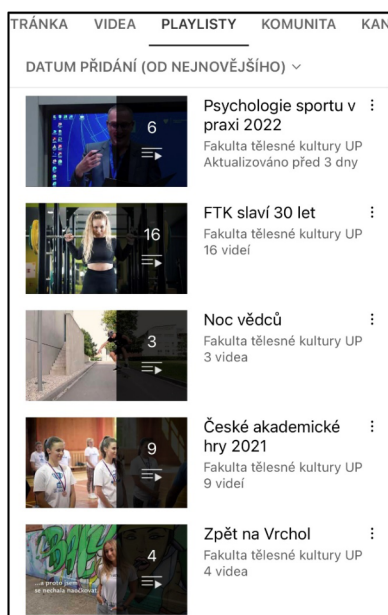 TRÁNKA VIDEA PLAYLISTY KOMUNITA KAN
DATUM PŘIDÁNÍ (OD NEJNOVĚJŠÍHO)
6
Psychologie sportu v
praxi 2022
Fakulta tělesné kultury UP
Aktualizováno před 3 dny
16
FTK slaví 30 let
Fakulta tělesné kultury UP
16 videí
3
Noc vědců
Fakulta tělesné kultury UP
3 videa
9
České akademické
hry 2021
Fakulta tělesné kultury UP
9 videí
4
...a proto jsem
se nechala naočkovat.
Zpět na Vrchol
Fakulta tělesné kultury UP
4 videa